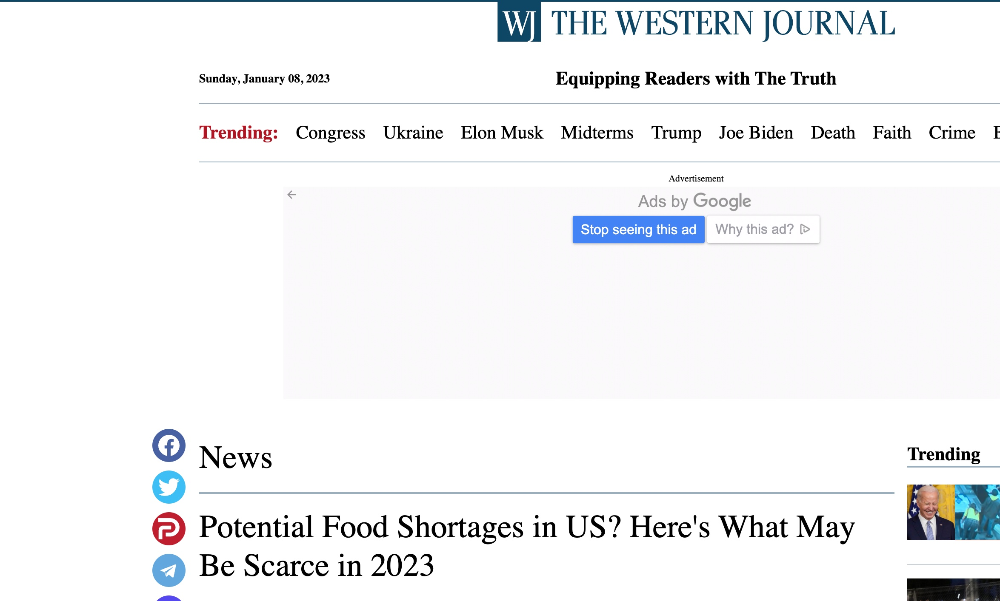 WJ THE WESTERN JOURNAL
Sunday, January 08, 2023
Equipping Readers with The Truth
Trending: Congress Ukraine Elon Musk Midterms Trump Joe Biden Death Faith Crime
Advertisement
Ads by Google
Stop seeing this ad
Why this ad?
News
Trending
Potential Food Shortages in US? Here's What May
Be Scarce in 2023